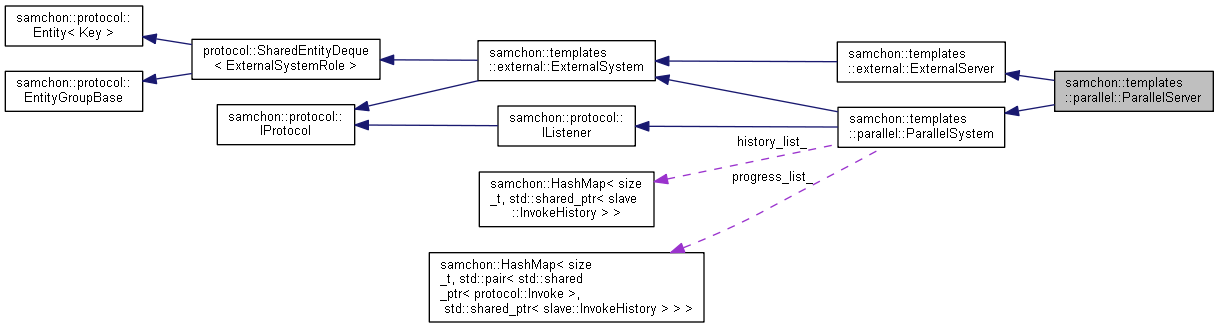 samchon::protocol::
Entity< Key >
samchon::protocol::
EntityGroupBase
protocol::SharedEntityDeque
< ExternalSystemRole >
samchon::protocol::
IProtocol
samchon::templates
::external::ExternalSystem
samchon::protocol::
IListener
samchon::templates
::external::ExternalServer
samchon::templates
::parallel::ParallelSystem
samchon::templates
::parallel::ParallelServer
history_list_
progress_list_
samchon::HashMap< size
_t, std::shared_ptr< slave
::InvokeHistory > >
samchon::HashMap< size
_t, std::pair< std::shared
_ptr< protocol::Invoke >,
std::shared_ptr< slave::InvokeHistory > > >